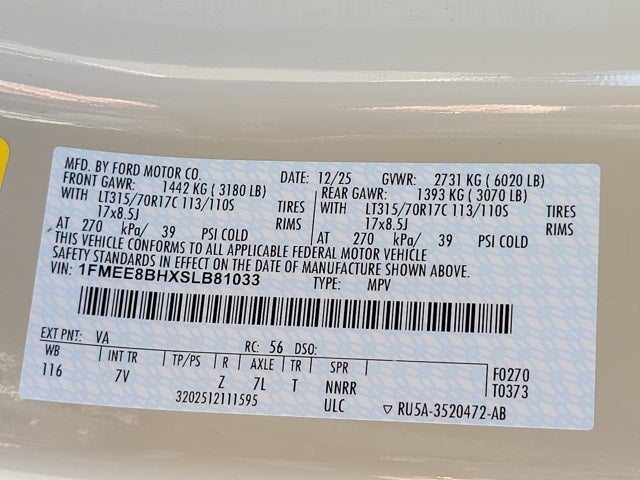 MFD. BY FORD MOTOR CO.
DATE: 12/25 GVWR: 2731 KG ( 6020 LB)
FRONT GAWR: 1442 KG ( 3180 LB) REAR GAWR: 1393 KG ( 3070 LB)
WITH LT315/70R17C 113/110S TIRES WITH LT315/70R17C 113/110S TIRES
17x8.5J RIMS 17x8.5J RIMS
AT 270 kPa/ 39 PSI COLD AT 270 kPa/ 39 PSI COLD
THIS VEHICLE CONFORMS TO ALL APPLICABLE FEDERAL MOTOR VEHICLE
SAFETY STANDARDS IN EFFECT ON THE DATE OF MANUFACTURE SHOWN ABOVE.
VIN: 1FMEE8BHXSLB81033 TYPE: MPV
EXT PNT: VA RC: 56 DSO:
WB INT TR TP/PS R AXLE TR SPR F0270
116 7V Z 7L T NNRR T0373
3202512111595 ULC ▽ RU5A-3520472-AB